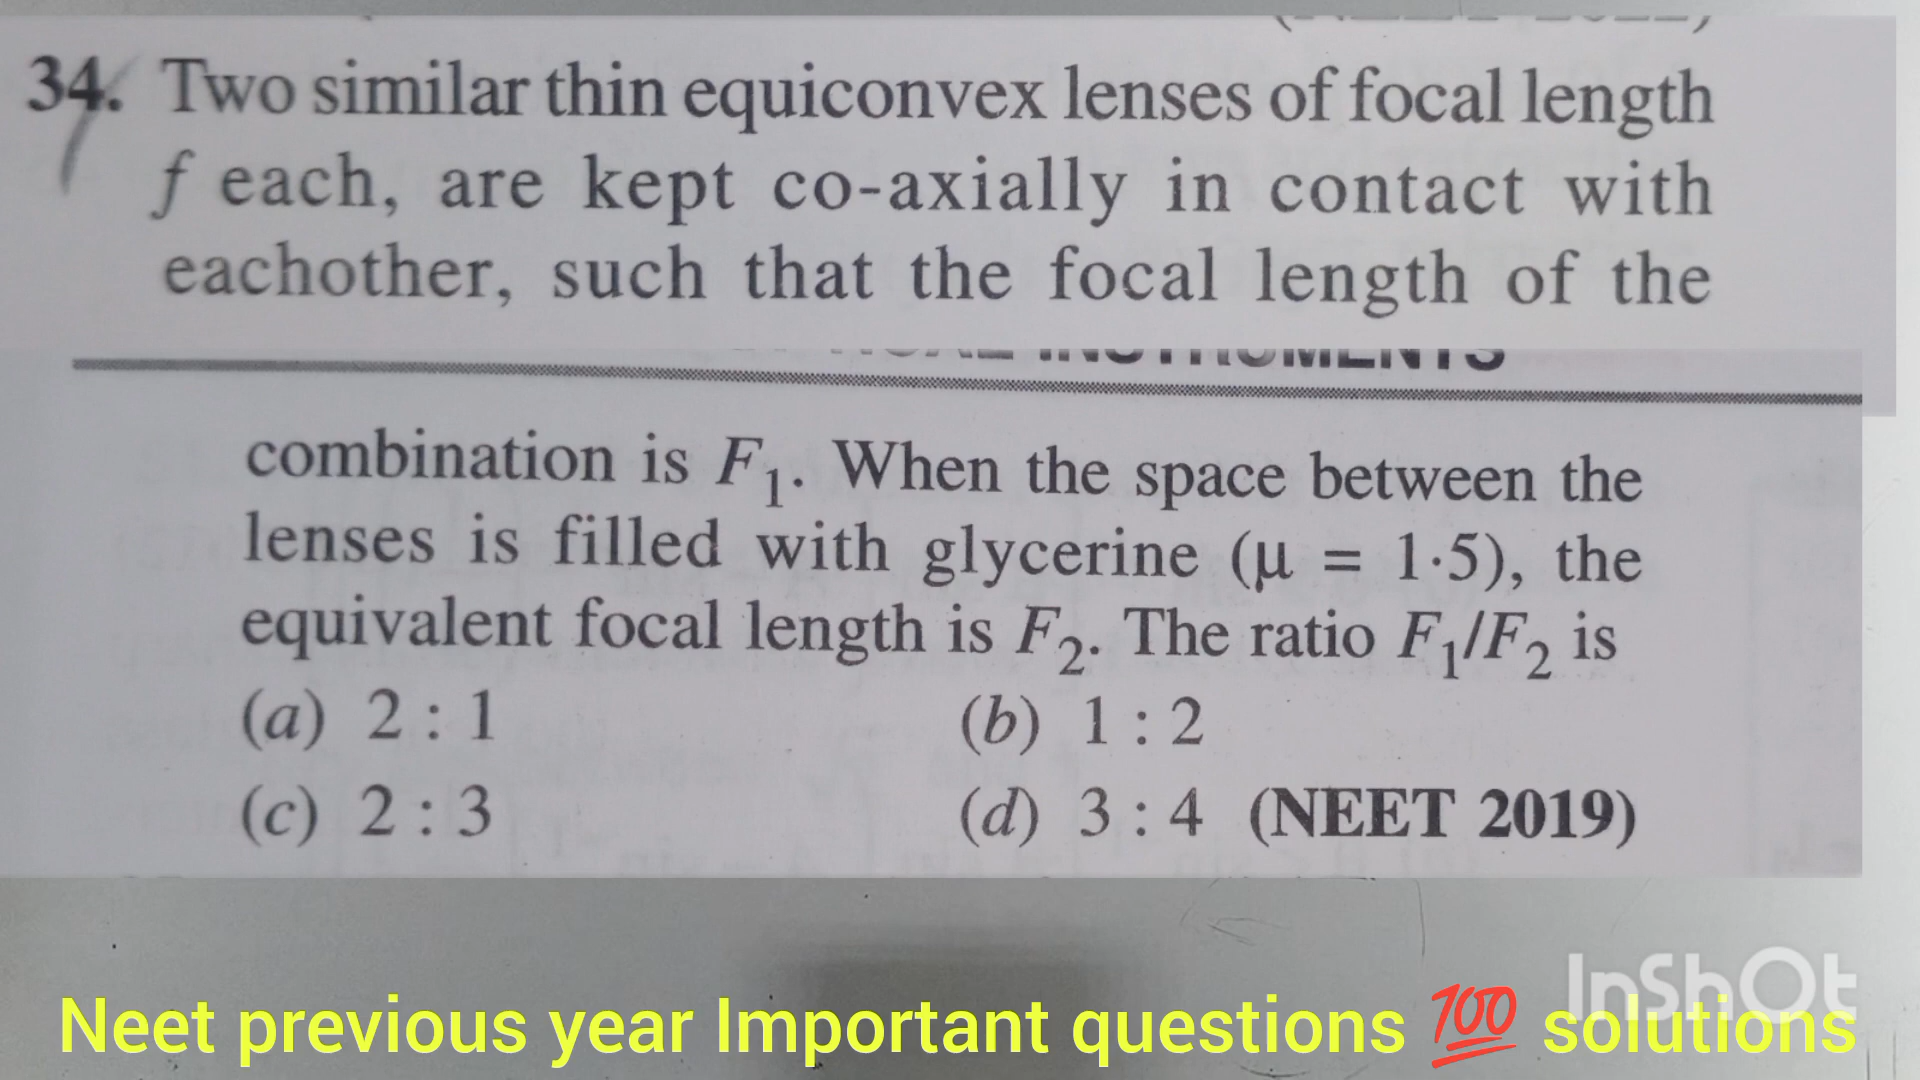 34. Two similar thin equiconvex lenses of focal length
f each, are kept co-axially in contact with
eachother, such that the focal length of the
combination is F₁. When the space between the
lenses is filled with glycerine (μ = 1·5), the
equivalent focal length is F₂. The ratio F₁/F₂ is
(a) 2 : 1 (b) 1 : 2
(c) 2 : 3 (d) 3 : 4 (NEET 2019)
InShOt
Neet previous year Important questions 💯 solutions